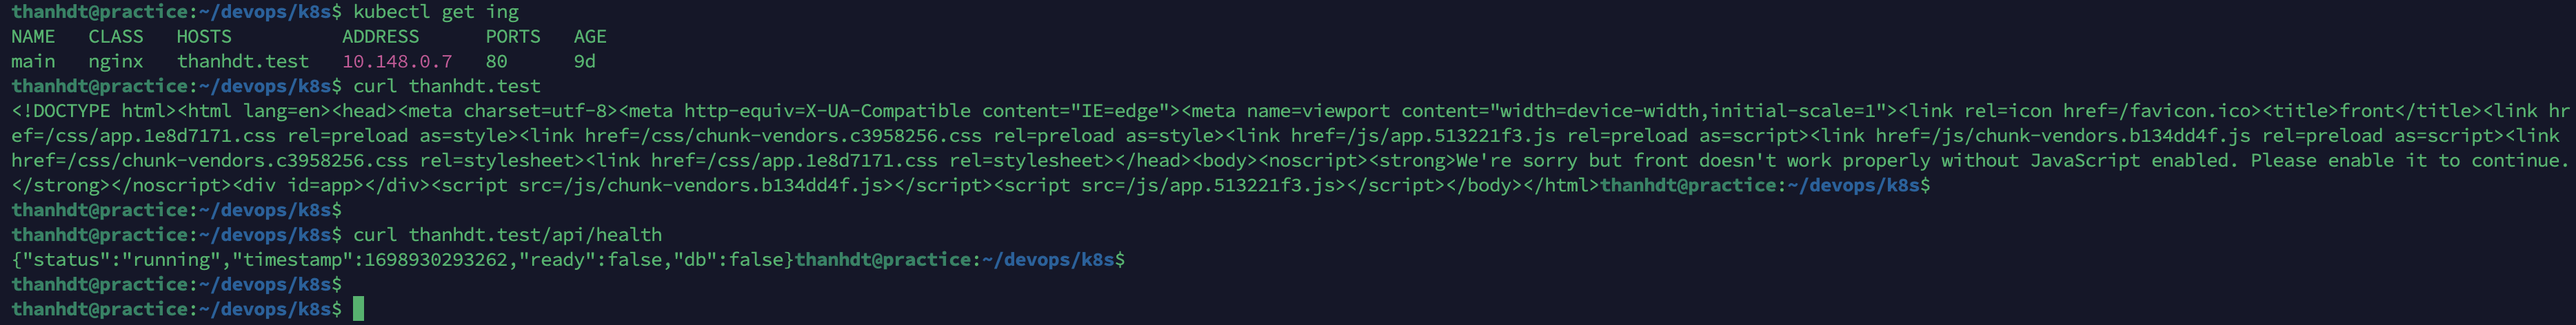 thanhdt@practice:~/devops/k8s$ kubectl get ing
NAME   CLASS   HOSTS          ADDRESS      PORTS   AGE
main   nginx   thanhdt.test   10.148.0.7   80      9d
thanhdt@practice:~/devops/k8s$ curl thanhdt.test
<!DOCTYPE html><html lang=en><head><meta charset=utf-8><meta http-equiv=X-UA-Compatible content="IE=edge"><meta name=viewport content="width=device-width,initial-scale=1"><link rel=icon href=/favicon.ico><title>front</title><link hr
ef=/css/app.1e8d7171.css rel=preload as=style><link href=/css/chunk-vendors.c3958256.css rel=preload as=style><link href=/js/app.513221f3.js rel=preload as=script><link href=/js/chunk-vendors.b134dd4f.js rel=preload as=script><link
href=/css/chunk-vendors.c3958256.css rel=stylesheet><link href=/css/app.1e8d7171.css rel=stylesheet></head><body><noscript><strong>We're sorry but front doesn't work properly without JavaScript enabled. Please enable it to continue.
</strong></noscript><div id=app></div><script src=/js/chunk-vendors.b134dd4f.js></script><script src=/js/app.513221f3.js></script></body></html>thanhdt@practice:~/devops/k8s$
thanhdt@practice:~/devops/k8s$
thanhdt@practice:~/devops/k8s$ curl thanhdt.test/api/health
{"status":"running","timestamp":1698930293262,"ready":false,"db":false}thanhdt@practice:~/devops/k8s$
thanhdt@practice:~/devops/k8s$
thanhdt@practice:~/devops/k8s$